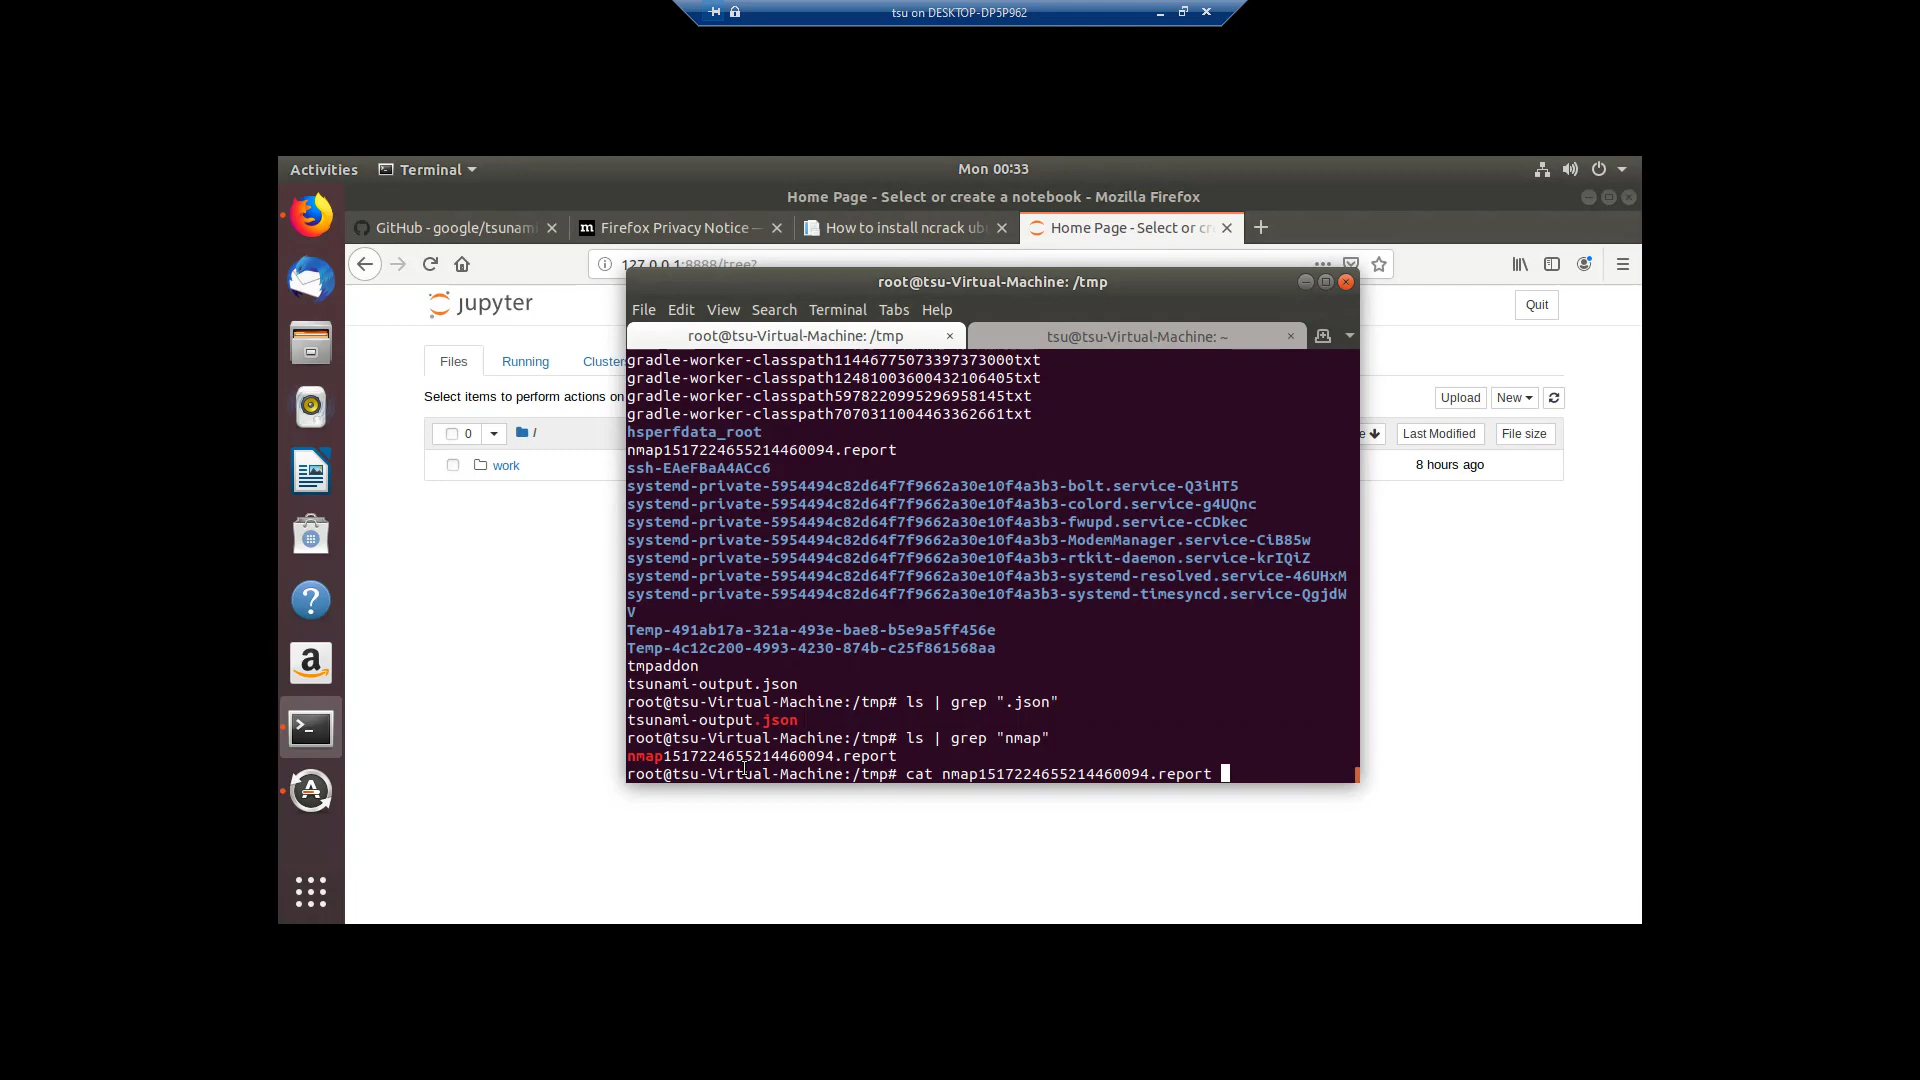 tsu on DESKTOP-DP5P962
Activities
Terminal
Mon 00:33
Home Page - Select or create a notebook - Mozilla Firefox
GitHub - google/tsunami
Firefox Privacy Notice —
How to install ncrack ub
Home Page - Select or cr
127.0.0.1:8888/tree?
root@tsu-Virtual-Machine: /tmp
jupyter
Quit
File Edit View Search Terminal Tabs Help
root@tsu-Virtual-Machine: /tmp
tsu@tsu-Virtual-Machine: ~
Files
Running
Cluster
Select items to perform actions on
Upload
New
0
/
Last Modified
File size
work
8 hours ago
gradle-worker-classpath11446775073397373000txt
gradle-worker-classpath12481003600432106405txt
gradle-worker-classpath5978220995296958145txt
gradle-worker-classpath7070311004463362661txt
hsperfdata_root
nmap1517224655214460094.report
ssh-EAeFBaA4ACc6
systemd-private-5954494c82d64f7f9662a30e10f4a3b3-bolt.service-Q3iHT5
systemd-private-5954494c82d64f7f9662a30e10f4a3b3-colord.service-g4UQnc
systemd-private-5954494c82d64f7f9662a30e10f4a3b3-fwupd.service-cCDkec
systemd-private-5954494c82d64f7f9662a30e10f4a3b3-ModemManager.service-CiB85w
systemd-private-5954494c82d64f7f9662a30e10f4a3b3-rtkit-daemon.service-krIQiZ
systemd-private-5954494c82d64f7f9662a30e10f4a3b3-systemd-resolved.service-46UHxM
systemd-private-5954494c82d64f7f9662a30e10f4a3b3-systemd-timesyncd.service-QgjdW
V
Temp-491ab17a-321a-493e-bae8-b5e9a5ff456e
Temp-4c12c200-4993-4230-874b-c25f861568aa
tmpaddon
tsunami-output.json
root@tsu-Virtual-Machine:/tmp# ls | grep ".json"
tsunami-output.json
root@tsu-Virtual-Machine:/tmp# ls | grep "nmap"
nmap1517224655214460094.report
root@tsu-Virtual-Machine:/tmp# cat nmap1517224655214460094.report